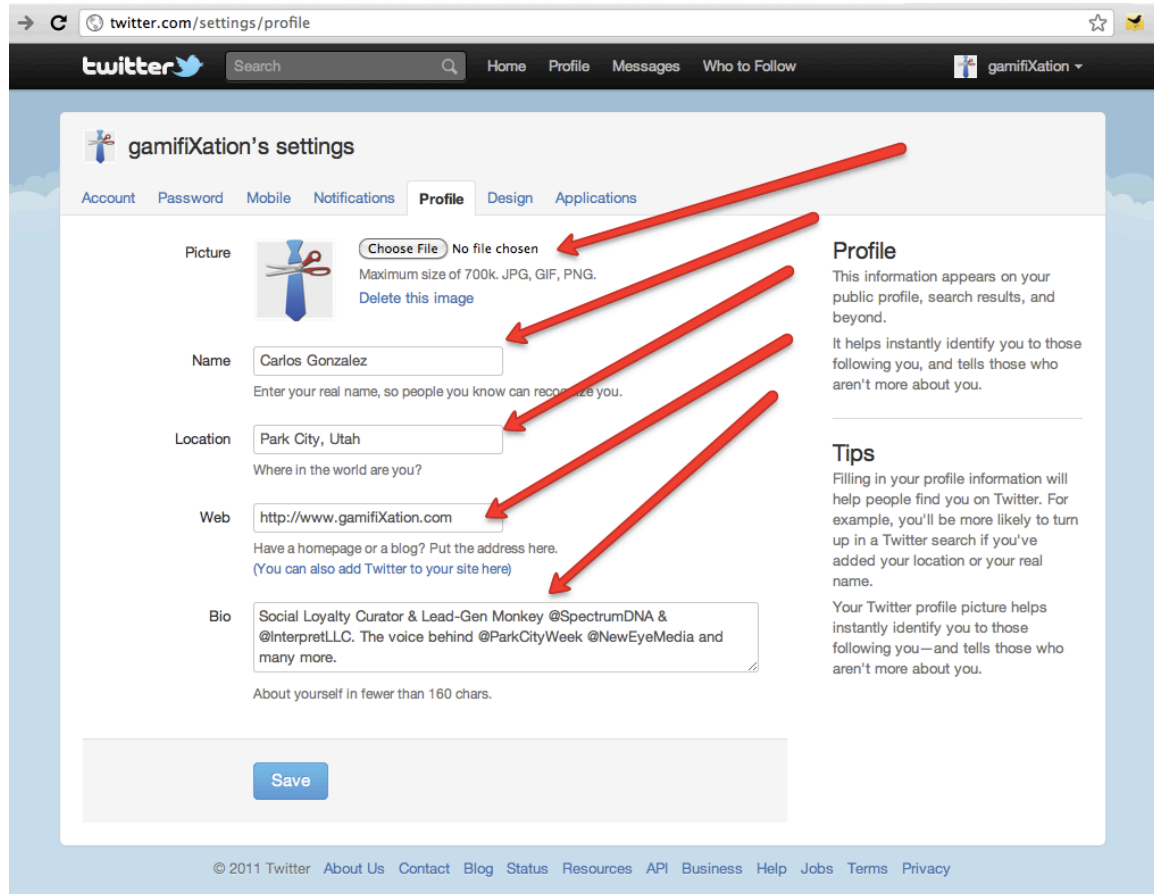 twitter.com/settings/profile
twitter Search Home Profile Messages Who to Follow gamifiXation
gamifiXation's settings
Account Password Mobile Notifications Profile Design Applications
Picture
Choose File No file chosen
Maximum size of 700k. JPG, GIF, PNG.
Delete this image
Name Carlos Gonzalez
Enter your real name, so people you know can recognize you.
Location Park City, Utah
Where in the world are you?
Web http://www.gamifiXation.com
Have a homepage or a blog? Put the address here.
(You can also add Twitter to your site here)
Bio Social Loyalty Curator & Lead-Gen Monkey @SpectrumDNA &
@InterpretLLC. The voice behind @ParkCityWeek @NewEyeMedia and
many more.
About yourself in fewer than 160 chars.
Save
Profile
This information appears on your
public profile, search results, and
beyond.
It helps instantly identify you to those
following you, and tells those who
aren't more about you.
Tips
Filling in your profile information will
help people find you on Twitter. For
example, you'll be more likely to turn
up in a Twitter search if you've
added your location or your real
name.
Your Twitter profile picture helps
instantly identify you to those
following you—and tells those who
aren't more about you.
© 2011 Twitter About Us Contact Blog Status Resources API Business Help Jobs Terms Privacy